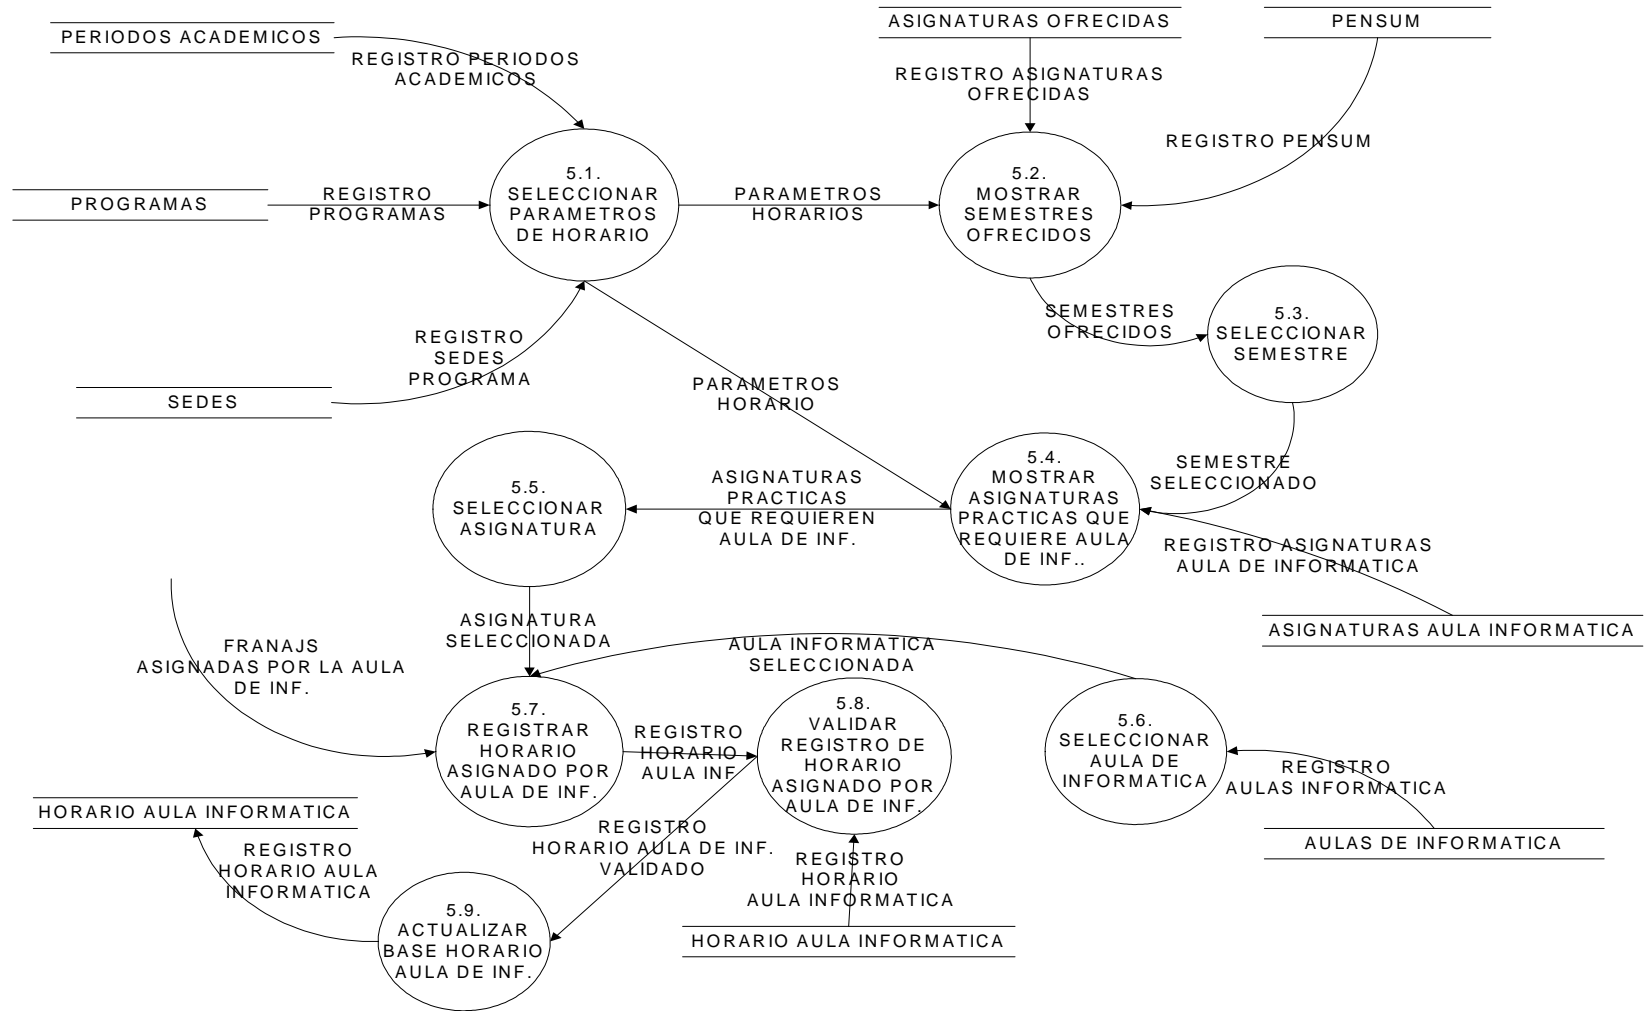 PERIODOS ACADEMICOS
REGISTRO PERIODOS
ACADEMICOS
ASIGNATURAS OFRECIDAS
REGISTRO ASIGNATURAS
OFRECIDAS
PENSUM
REGISTRO PENSUM
PROGRAMAS
REGISTRO
PROGRAMAS
5.1.
SELECCIONAR
PARAMETROS
DE HORARIO
PARAMETROS
HORARIOS
5.2.
MOSTRAR
SEMESTRES
OFRECIDOS
SEMESTRES
OFRECIDOS
5.3.
SELECCIONAR
SEMESTRE
REGISTRO
SEDES
PROGRAMA
SEDES
PARAMETROS
HORARIO
SEMESTRE
SELECCIONADO
5.4.
MOSTRAR
ASIGNATURAS
PRACTICAS QUE
REQUIERE AULA
DE INF..
ASIGNATURAS
PRACTICAS
QUE REQUIEREN
AULA DE INF.
5.5.
SELECCIONAR
ASIGNATURA
REGISTRO ASIGNATURAS
AULA DE INFORMATICA
ASIGNATURAS AULA INFORMATICA
ASIGNATURA
SELECCIONADA
FRANAJS
ASIGNADAS POR LA AULA
DE INF.
AULA INFORMATICA
SELECCIONADA
5.7.
REGISTRAR
HORARIO
ASIGNADO POR
AULA DE INF.
REGISTRO
HORARIO
AULA INF
5.8.
VALIDAR
REGISTRO DE
HORARIO
ASIGNADO POR
AULA DE INF.
5.6.
SELECCIONAR
AULA DE
INFORMATICA
REGISTRO
AULAS INFORMATICA
AULAS DE INFORMATICA
HORARIO AULA INFORMATICA
REGISTRO
HORARIO AULA
INFORMATICA
REGISTRO
HORARIO AULA DE INF.
VALIDADO
REGISTRO
HORARIO
AULA INFORMATICA
HORARIO AULA INFORMATICA
5.9.
ACTUALIZAR
BASE HORARIO
AULA DE INF.